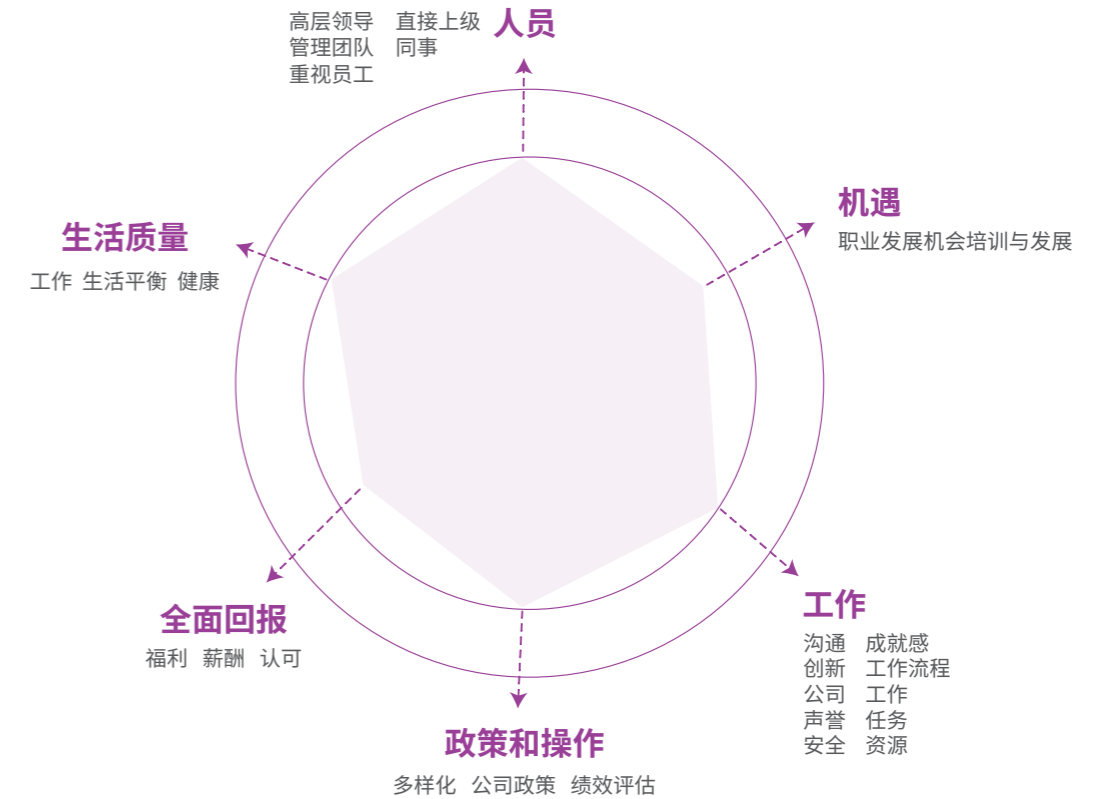 人员
高层领导 直接上级
管理团队 同事
重视员工
机遇
职业发展机会培训与发展
生活质量
工作 生活平衡 健康
全面回报
福利 薪酬 认可
工作
沟通 成就感
创新 工作流程
公司 工作
声誉 任务
安全 资源
政策和操作
多样化 公司政策 绩效评估